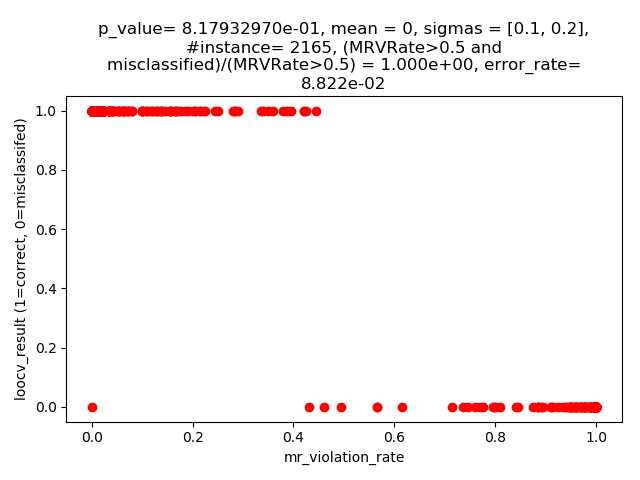 p_value= 8.17932970e-01, mean = 0, sigmas = [0.1, 0.2],
#instance= 2165, (MRVRate>0.5 and
misclassified)/(MRVRate>0.5) = 1.000e+00, error_rate=
8.822e-02
loocv_result (1=correct, 0=misclassifed)
1.0
0.8
0.6
0.4
0.2
0.0
0.0 0.2 0.4 0.6 0.8 1.0
mr_violation_rate